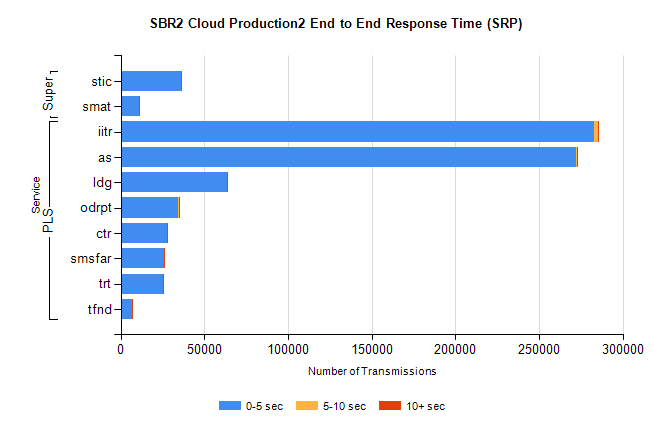 SBR2 Cloud Production2 End to End Response Time (SRP)
Service
Super
PLS
stic
smat
iitr
as
ldg
odrpt
ctr
smsfar
trt
tfnd
0 50000 100000 150000 200000 250000 300000
Number of Transmissions
0-5 sec 5-10 sec 10+ sec